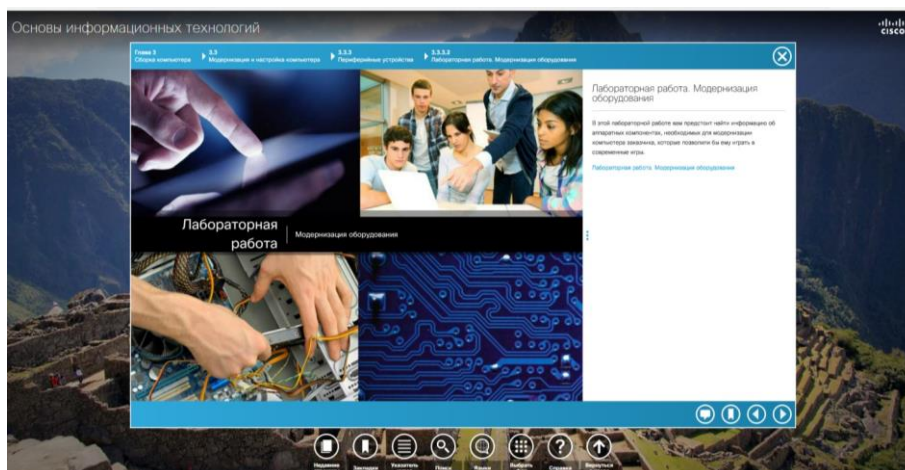 Основы информационных технологий
cisco
Глава 3
Сборка компьютера
3.3
Модернизация и настройка компьютера
3.3.3
Периферийные устройства
3.3.3.2
Лабораторная работа. Модернизация оборудования
Лабораторная работа. Модернизация
оборудования
В этой лабораторной работе вам предстоит найти информацию об
аппаратных компонентах, необходимых для модернизации
компьютера заказчика, которые позволили бы ему играть в
современные игры.
Лабораторная работа. Модернизация оборудования
Лабораторная
работа
Модернизация оборудования
Недавнее
Закладки
Указатель
Поиск
Языки
Выбрать
Справка
Вернуться